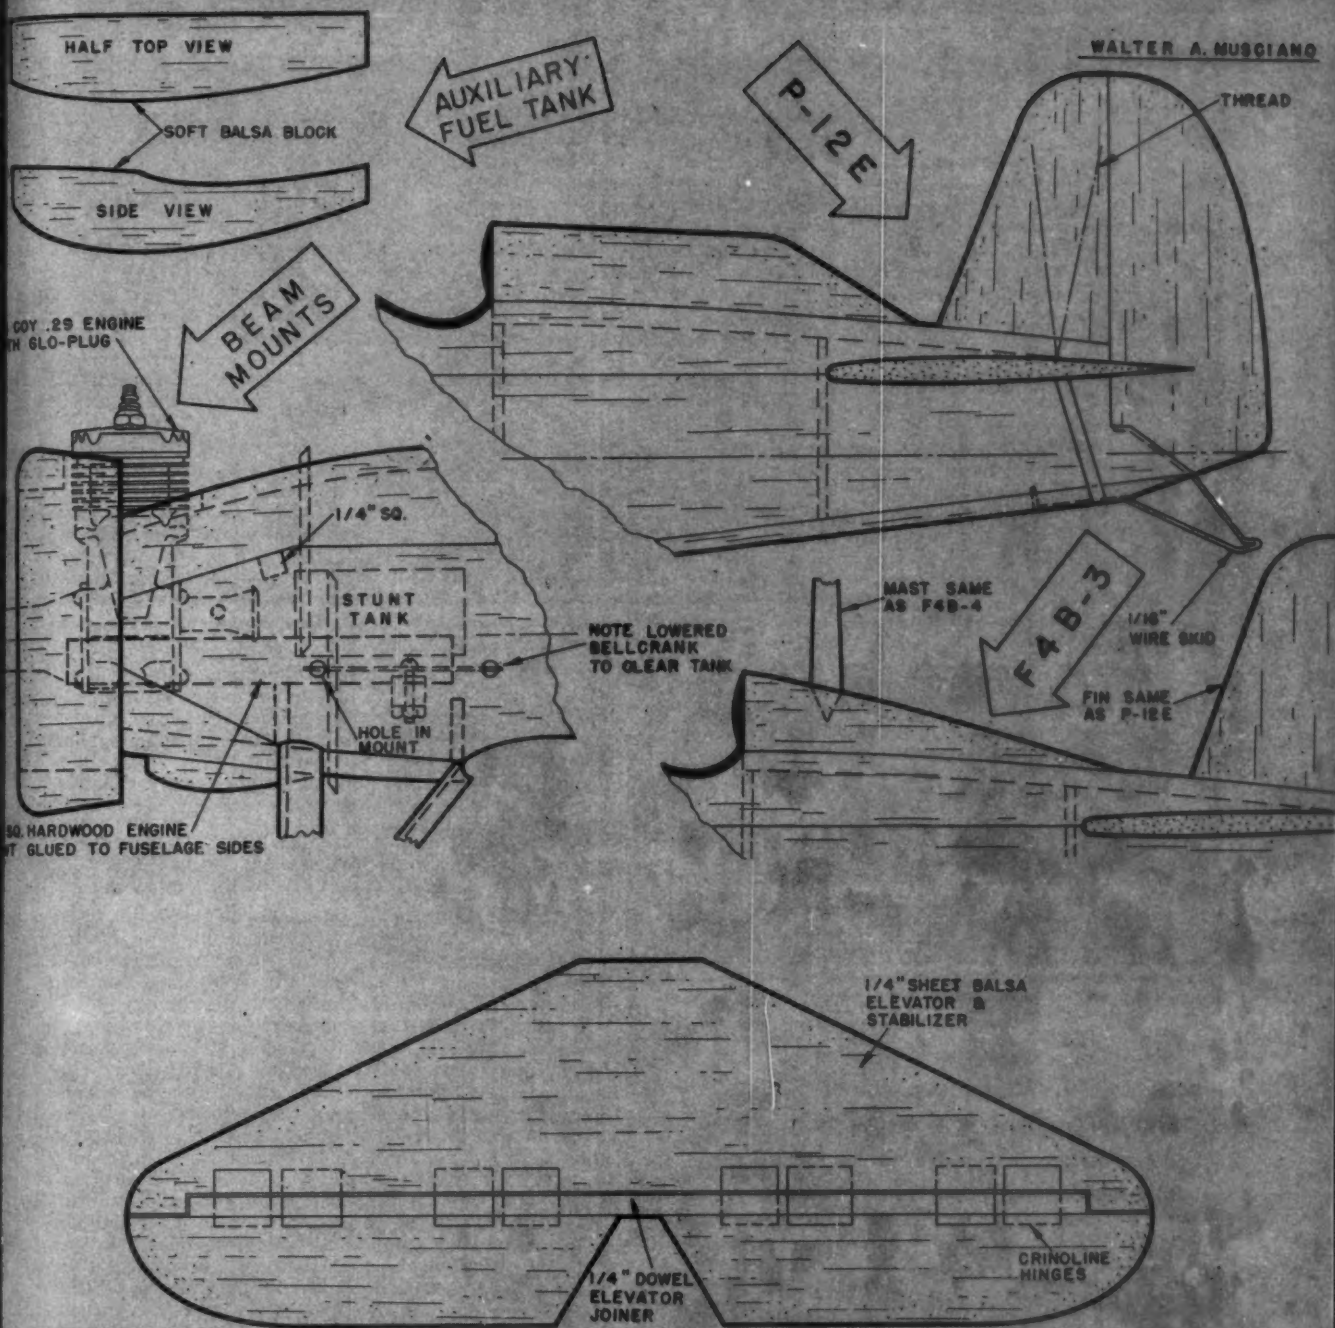 HALF TOP VIEW
SOFT BALSA BLOCK
SIDE VIEW
AUXILIARY
FUEL TANK
P-12E
WALTER A. MUSCIANO
THREAD
BEAM
MOUNTS
COY .29 ENGINE
GLO-PLUG
1/4" SQ.
STUNT
TANK
NOTE LOWERED
BELLCRANK
TO CLEAR TANK
HOLE IN
MOUNT
SQ. HARDWOOD ENGINE
GLUED TO FUSELAGE SIDES
MAST SAME
AS F4B-4
F4B-3
1/16"
WIRE SKID
FIN SAME
AS P-12E
1/4" SHEET BALSA
ELEVATOR &
STABILIZER
CRINOLINE
HINGES
1/4" DOWEL
ELEVATOR
JOINER